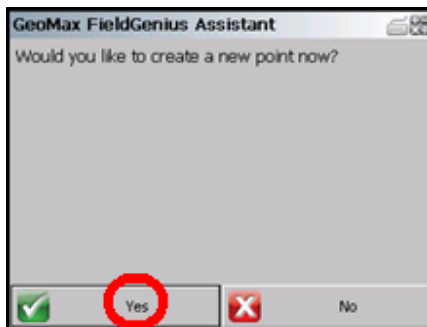 GeoMax FieldGenius Assistant
Would you like to create a new point now?
Yes
No